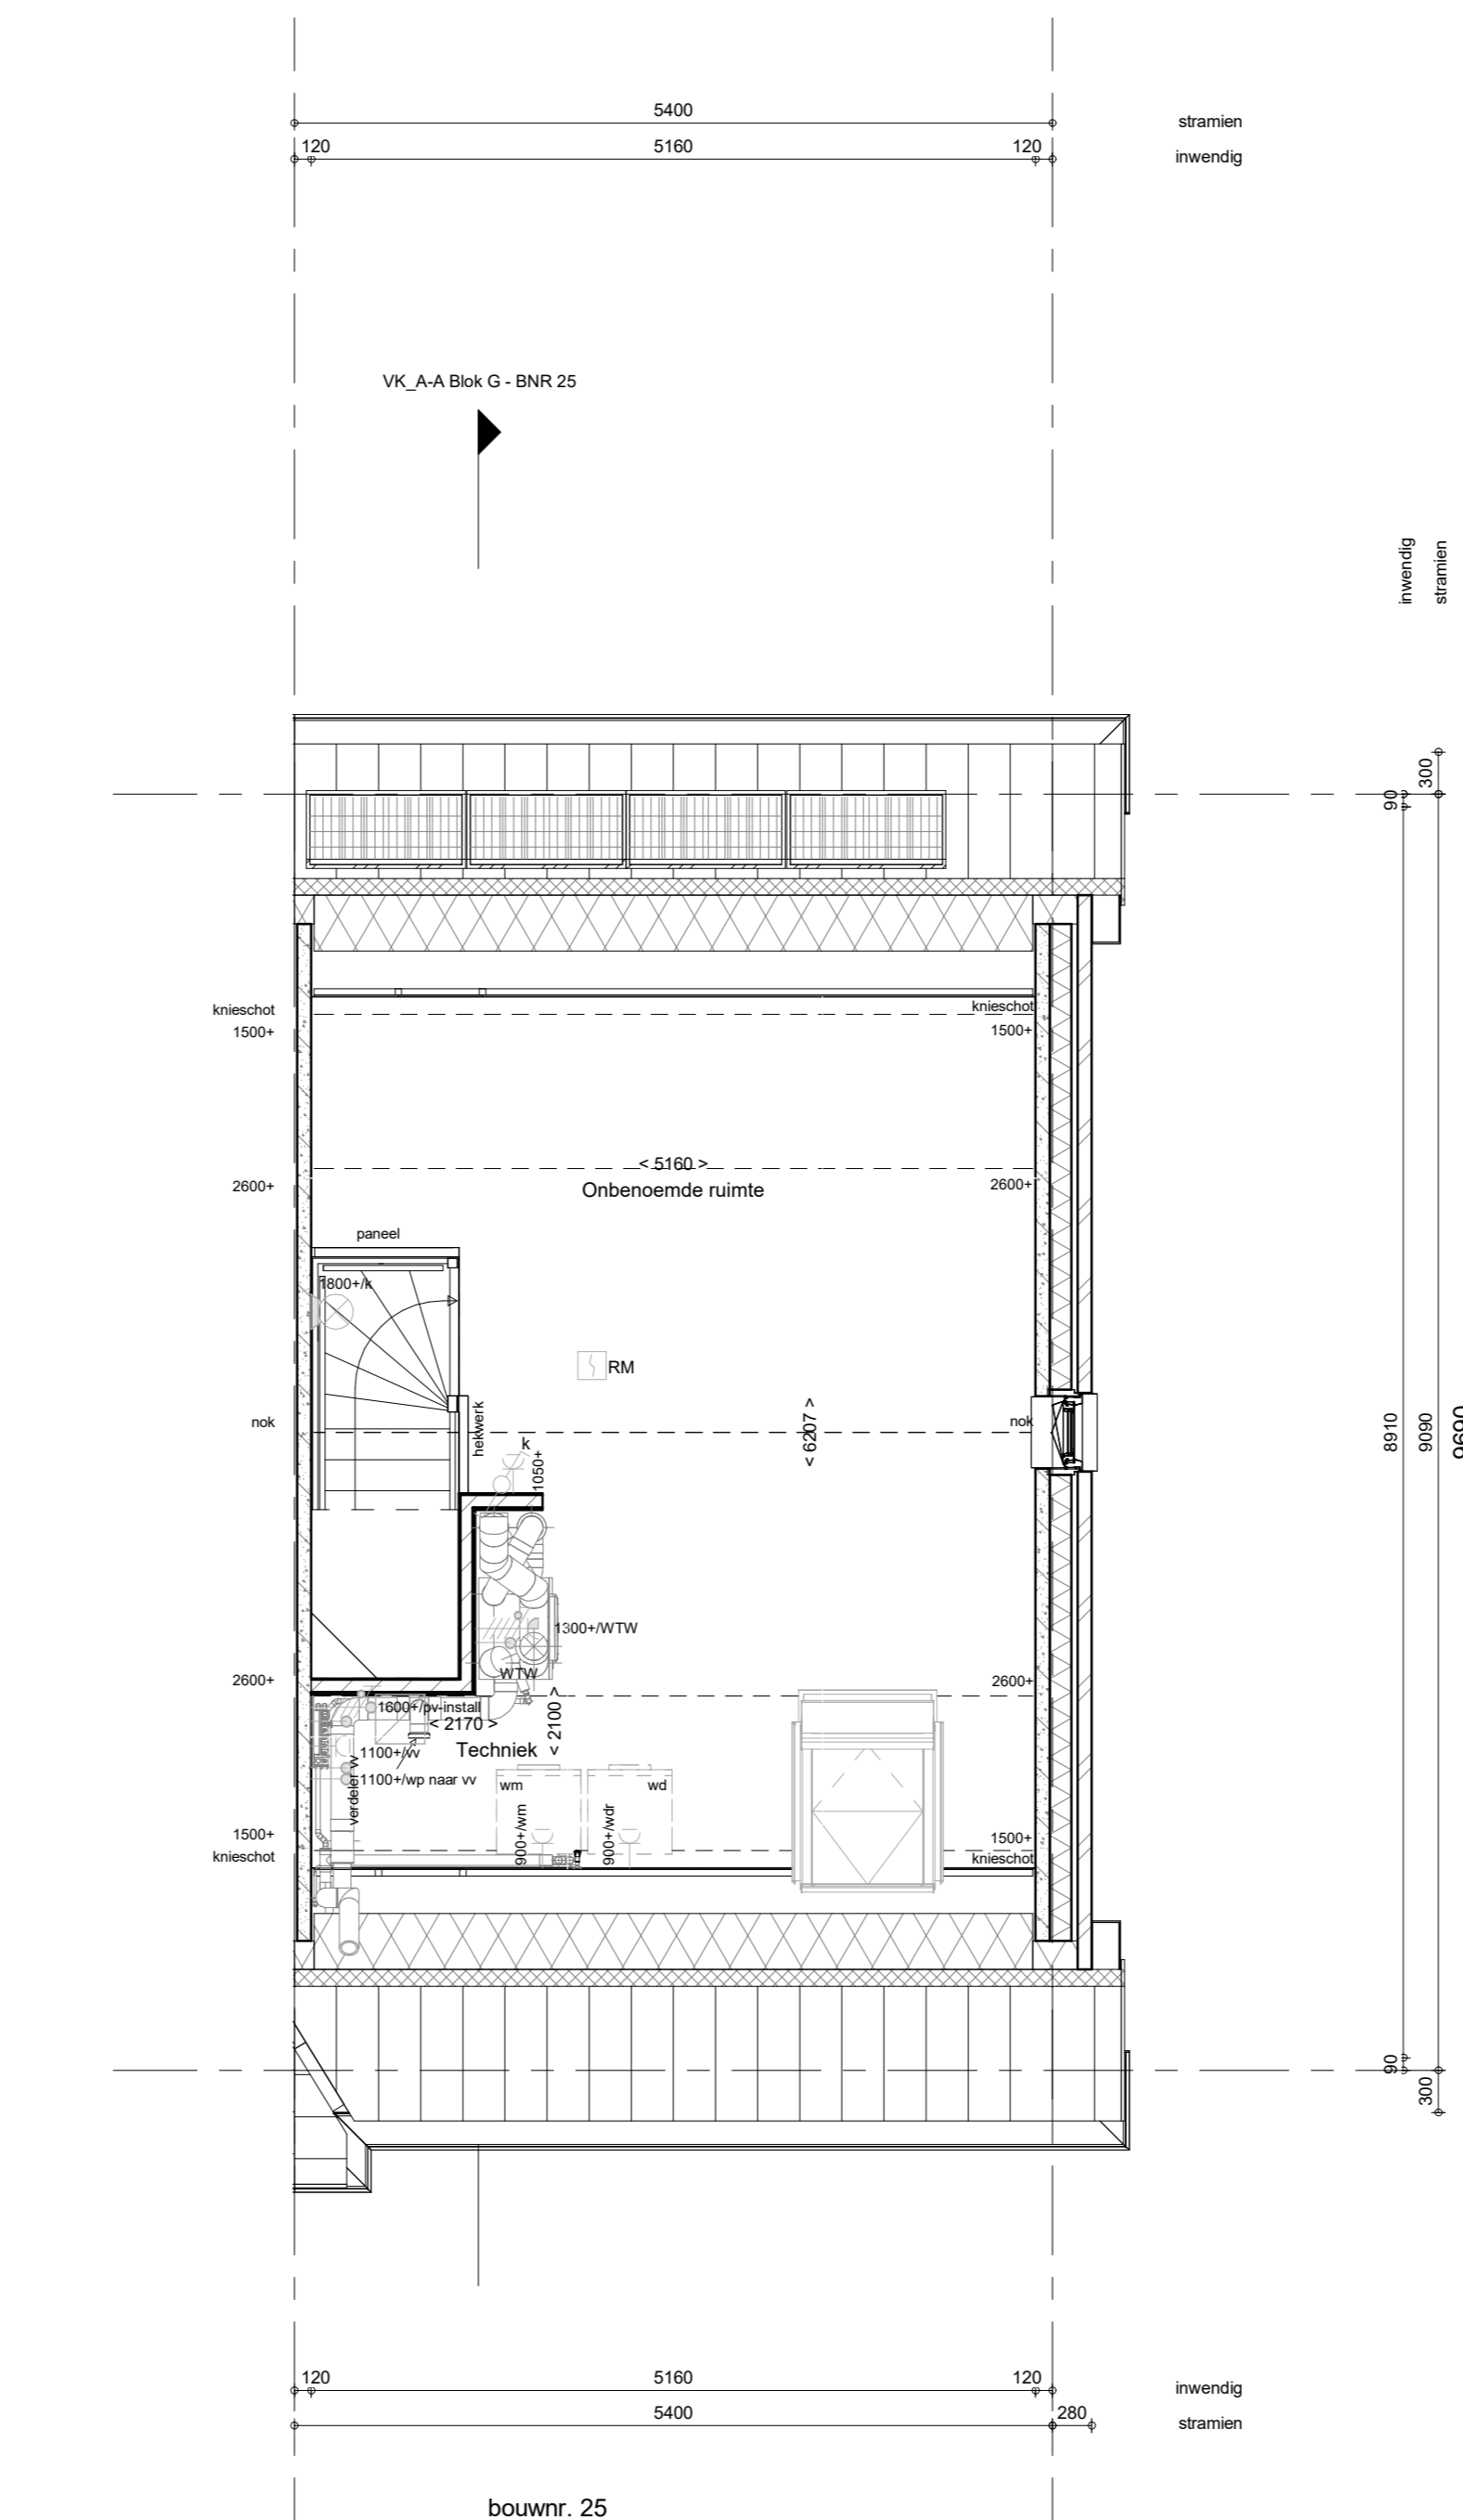 5400
stramien
120
5160
120
inwendig
VK_A-A Blok G - BNR 25
inwendig
stramien
300
90
knieschot
1500+
knieschot
1500+
< 5160 >
2600+
Onbenoemde ruimte
2600+
paneel
1800+/k
RM
nok
hekwerk
k
1050+
< 6207 >
nok
8910
9090
9690
1300+/WTW
WTW
2600+
2600+
1600+/pv-install
< 2170 >
< 2100 >
Techniek
1100+/vv
1100+/wp naar vv
verdeler vv
wm
wd
900+/wm
900+/wdr
1500+
knieschot
1500+
knieschot
90
300
120
5160
120
inwendig
5400
280
stramien
bouwnr. 25